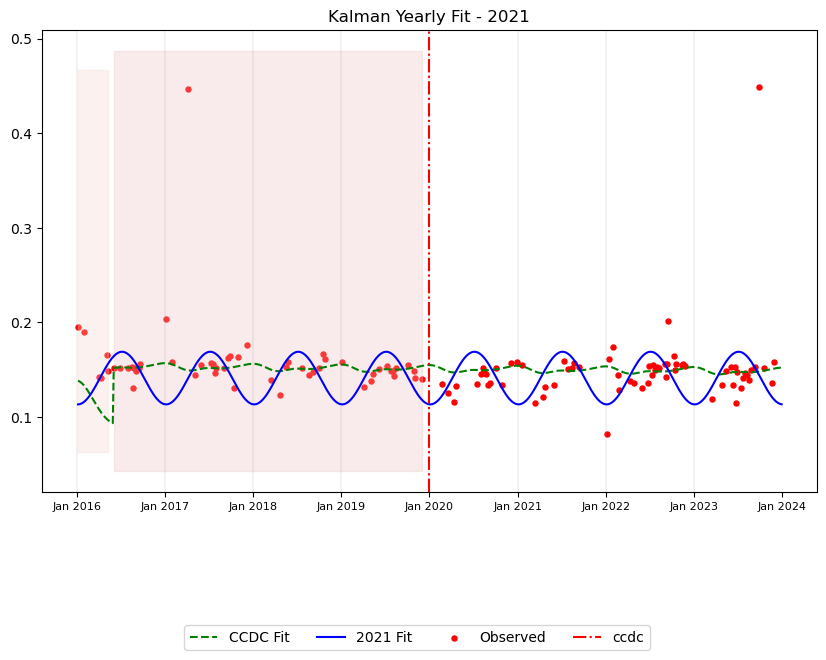 Kalman Yearly Fit - 2021
0.5
0.4
0.3
0.2
0.1
Jan 2016 Jan 2017 Jan 2018 Jan 2019 Jan 2020 Jan 2021 Jan 2022 Jan 2023 Jan 2024
CCDC Fit 2021 Fit Observed ccdc